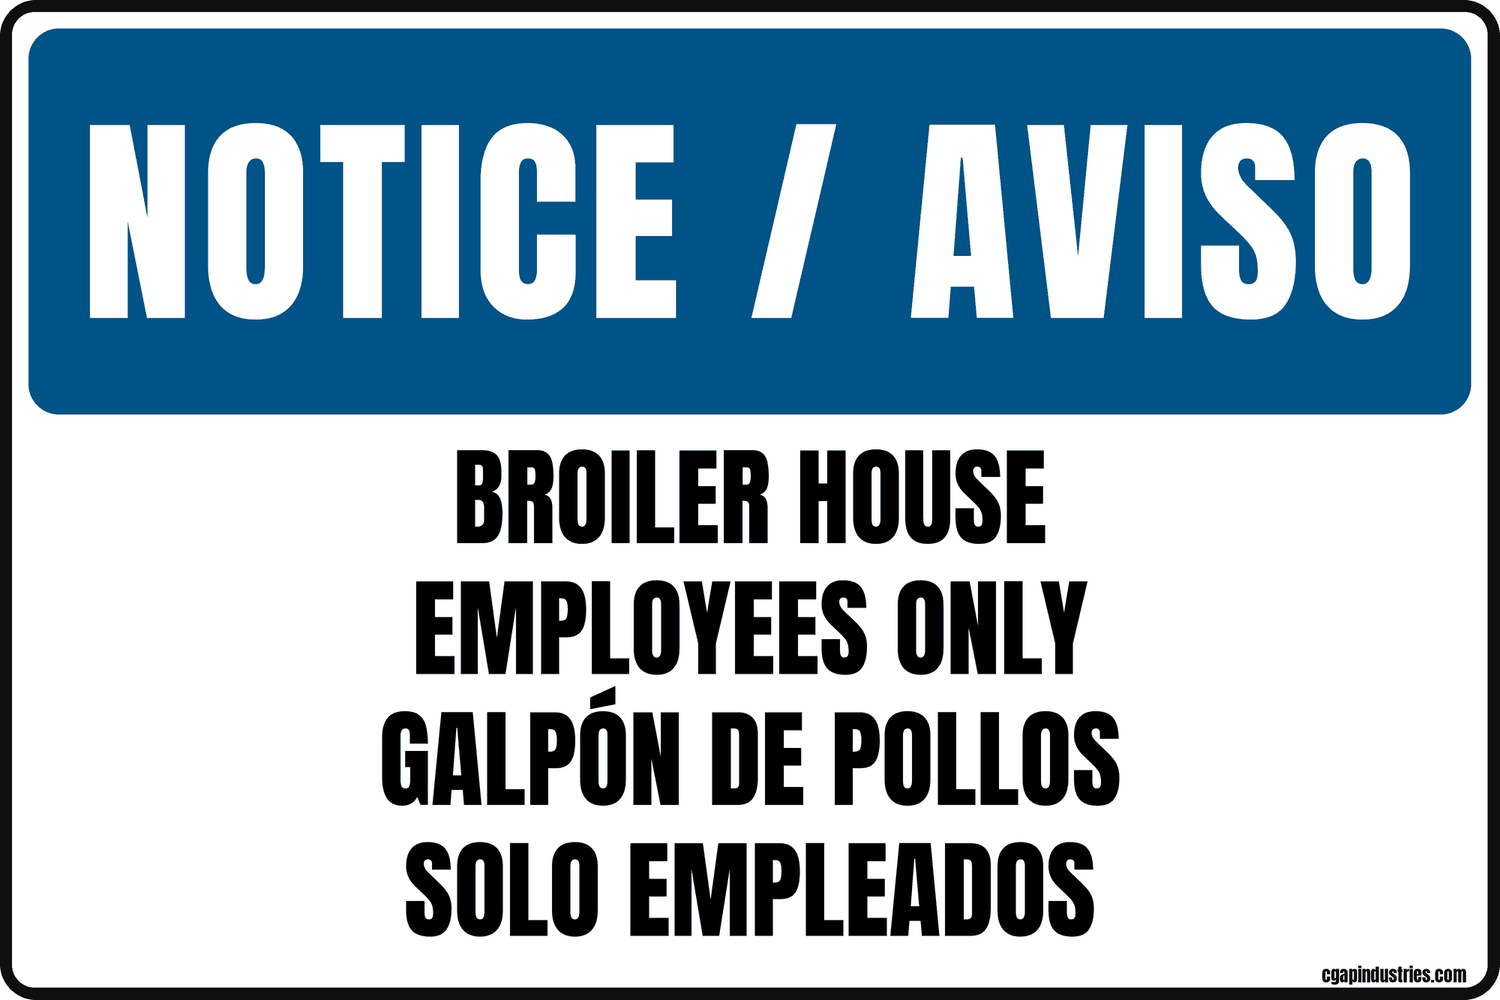 NOTICE / AVISO
BROILER HOUSE
EMPLOYEES ONLY
GALPÓN DE POLLOS
SOLO EMPLEADOS
cgapindustries.com